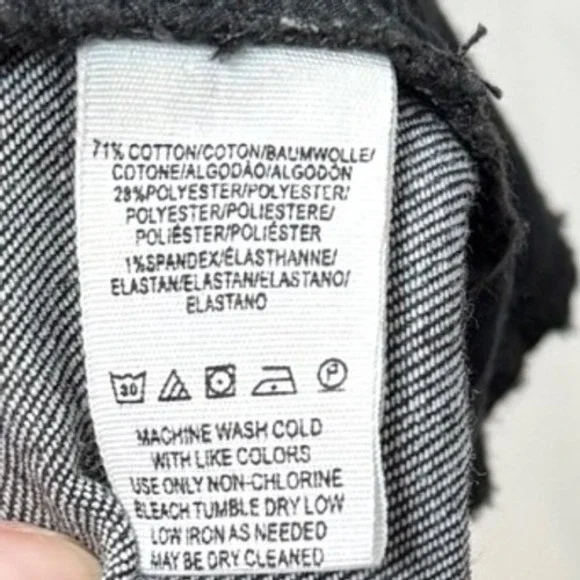 71% COTTON/COTON/BAUMWOLLE/
COTONE/ALGODÃO/ALGODÓN
28%POLYESTER/POLYESTER/
POLYESTER/POLIESTERE/
POLIÉSTER/POLIÉSTER
1%SPANDEX/ÉLASTHANNE/
ELASTAN/ELASTAN/ELASTANO/
ELASTANO
30 P
MACHINE WASH COLD
WITH LIKE COLORS
USE ONLY NON-CHLORINE
BLEACH TUMBLE DRY LOW
LOW IRON AS NEEDED
MAY BE DRY CLEANED